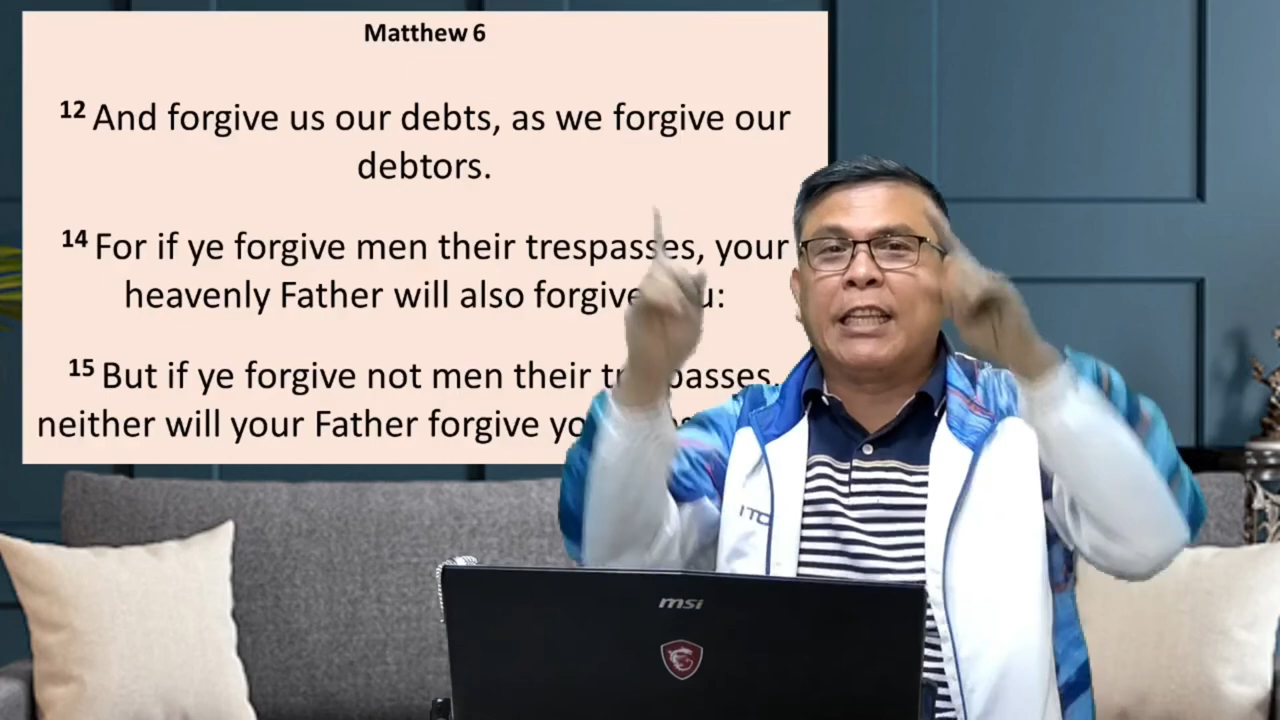 Matthew 6
12 And forgive us our debts, as we forgive our
debtors.
14 For if ye forgive men their trespasses, your
heavenly Father will also forgive
15 But if ye forgive not men their
neither will your Father forgive
ITC
msi